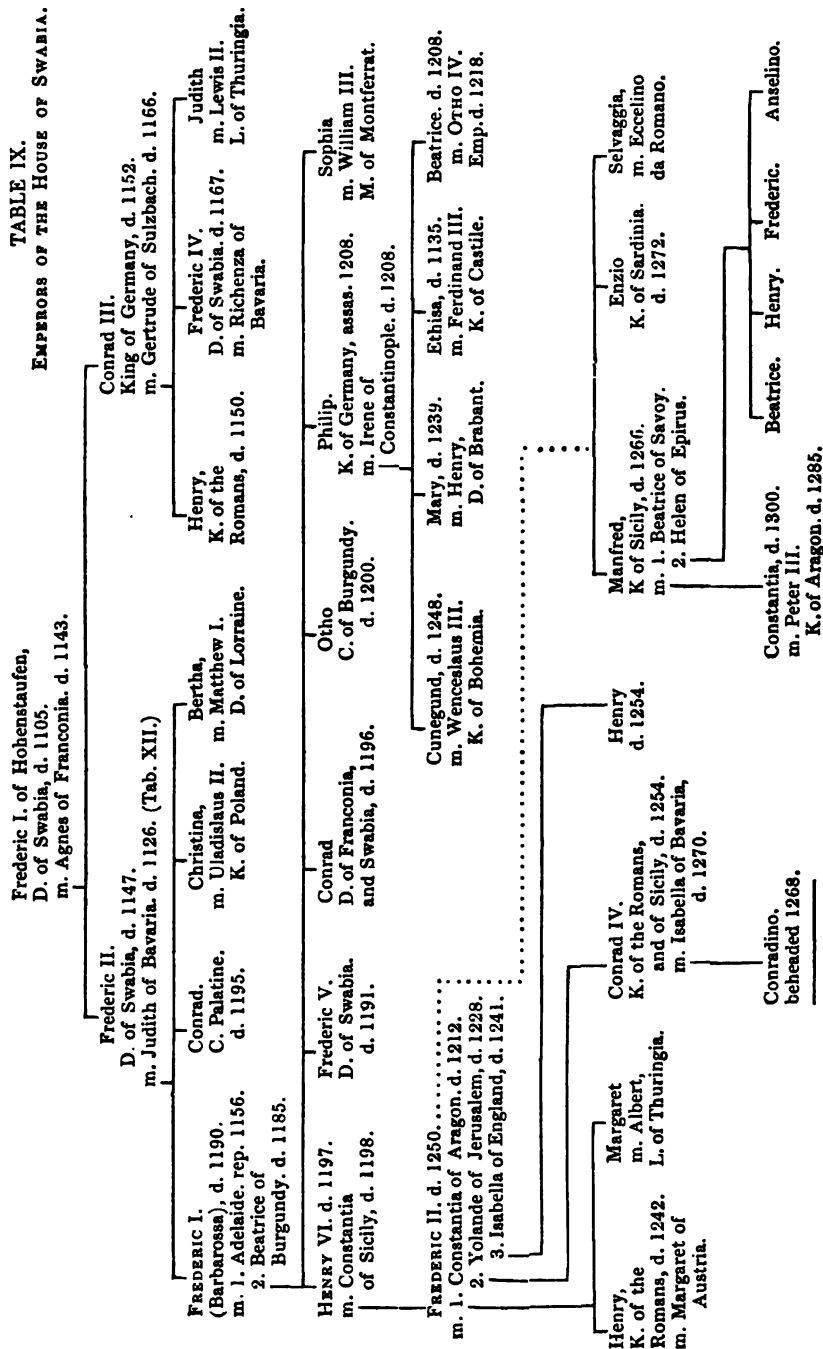 TABLE IX.
EMPERORS OF THE HOUSE OF SWABIA.
Frederic I. of Hohenstaufen,
D. of Swabia, d. 1105.
m. Agnes of Franconia. d. 1143.
Frederic II.
D. of Swabia, d. 1147.
m. Judith of Bavaria. d. 1126. (Tab. XII.)
Conrad III.
King of Germany, d. 1152.
m. Gertrude of Sulzbach. d. 1166.
FREDERIC I.
(Barbarossa), d. 1190.
m. 1. Adelaide. rep. 1156.
2. Beatrice of
Burgundy. d. 1185.
Conrad.
C. Palatine.
d. 1195.
Christina,
m. Uladislaus II.
K. of Poland.
Bertha,
m. Matthew I.
D. of Lorraine.
Henry,
K. of the
Romans, d. 1150.
Frederic IV.
D. of Swabia. d. 1167.
m. Richenza of
Bavaria.
Judith
m. Lewis II.
L. of Thuringia.
HENRY VI. d. 1197.
m. Constantia
of Sicily, d. 1198.
Frederic V.
D. of Swabia.
d. 1191.
Conrad
D. of Franconia,
and Swabia, d. 1196.
Otho
C. of Burgundy.
d. 1200.
Philip.
K. of Germany, assas. 1208.
m. Irene of
Constantinople. d. 1208.
Sophia
m. William III.
M. of Montferrat.
Cunegund, d. 1248.
m. Wenceslaus III.
K. of Bohemia.
Mary, d. 1239.
m. Henry,
D. of Brabant.
Ethisa, d. 1135.
m. Ferdinand III.
K. of Castile.
Beatrice. d. 1208.
m. OTHO IV.
Emp. d. 1218.
FREDERIC II. d. 1250.
m. 1. Constantia of Aragon. d. 1212.
2. Yolande of Jerusalem, d. 1228.
3. Isabella of England, d. 1241.
Henry,
K. of the
Romans, d. 1242.
m. Margaret of
Austria.
Margaret
m. Albert,
L. of Thuringia.
Conrad IV.
K. of the Romans,
and of Sicily, d. 1254.
m. Isabella of Bavaria,
d. 1270.
Henry
d. 1254.
Manfred,
K of Sicily, d. 1266.
m. 1. Beatrice of Savoy.
2. Helen of Epirus.
Enzio
K. of Sardinia.
d. 1272.
Selvaggia,
m. Eccelino
da Romano.
Conradino.
beheaded 1268.
Constantia, d. 1300.
m. Peter III.
K. of Aragon. d. 1285.
Beatrice.
Henry.
Frederic.
Anselino.